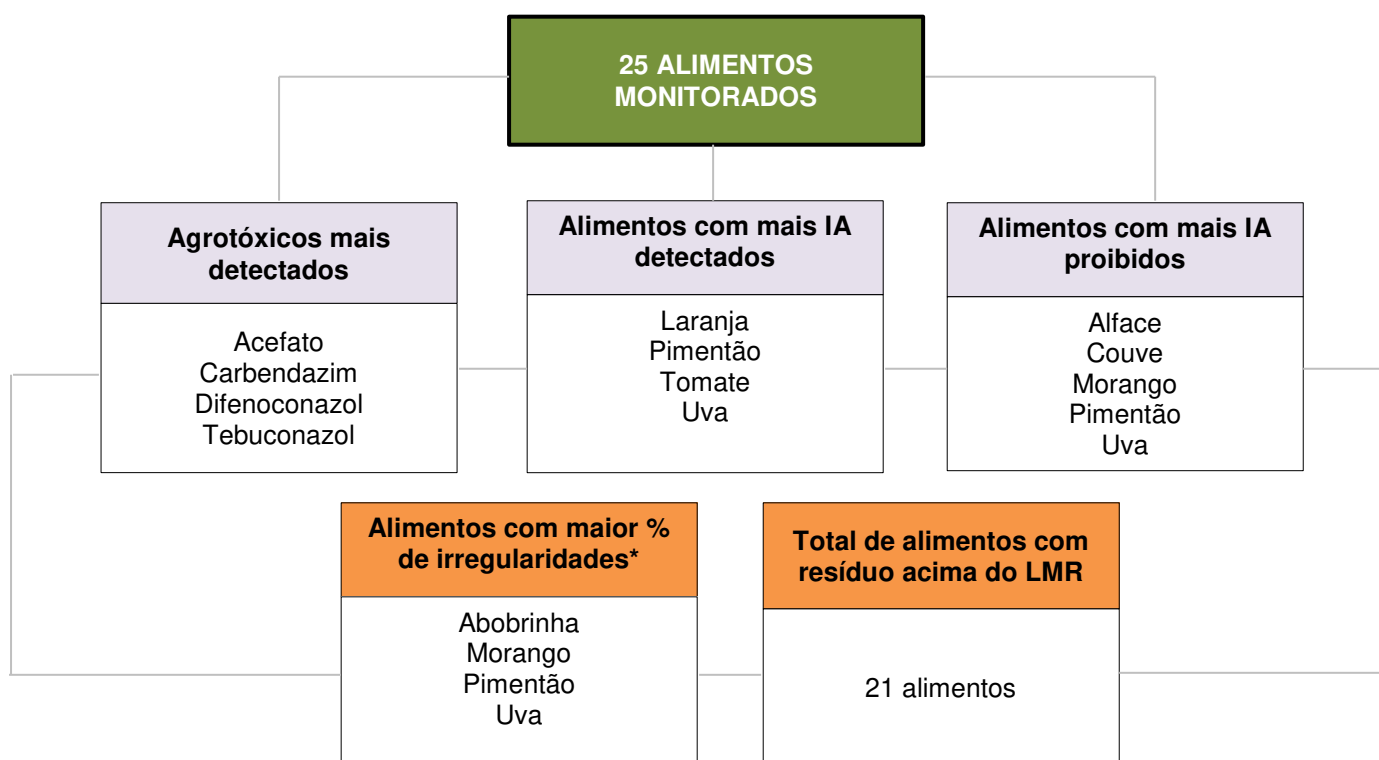 25 ALIMENTOS
MONITORADOS
Agrotóxicos mais
detectados
Acefato
Carbendazim
Difenoconazol
Tebuconazol
Alimentos com mais IA
detectados
Laranja
Pimentão
Tomate
Uva
Alimentos com mais IA
proibidos
Alface
Couve
Morango
Pimentão
Uva
Alimentos com maior %
de irregularidades*
Abobrinha
Morango
Pimentão
Uva
Total de alimentos com
resíduo acima do LMR
21 alimentos